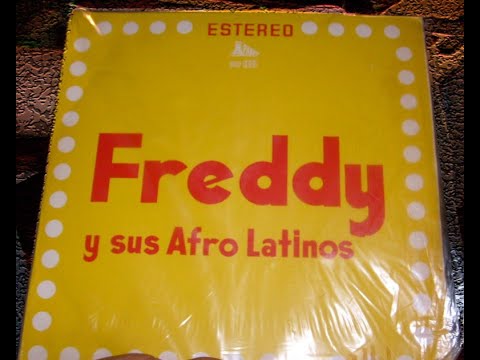 ESTEREO
Freddy
y sus Afro Latinos